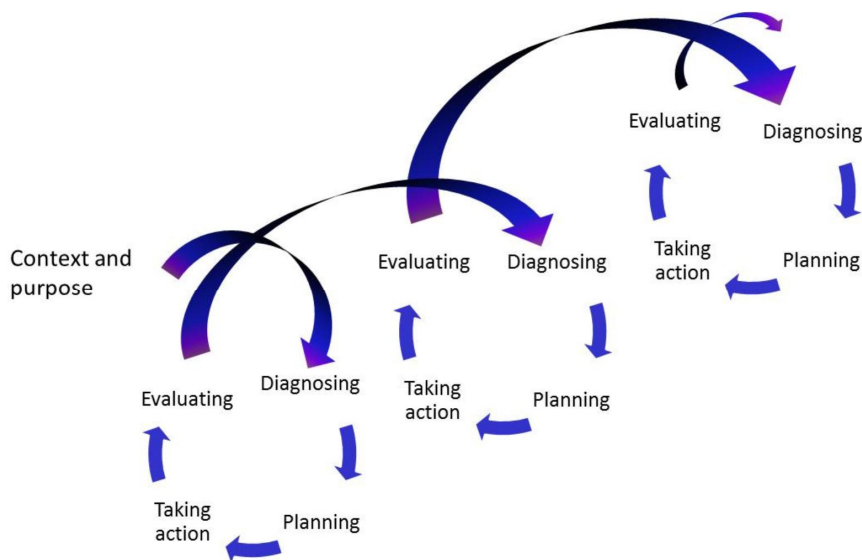 Context and
purpose
Evaluating
Diagnosing
Taking
action
Planning
Evaluating
Diagnosing
Taking
action
Planning
Evaluating
Diagnosing
Taking
action
Planning